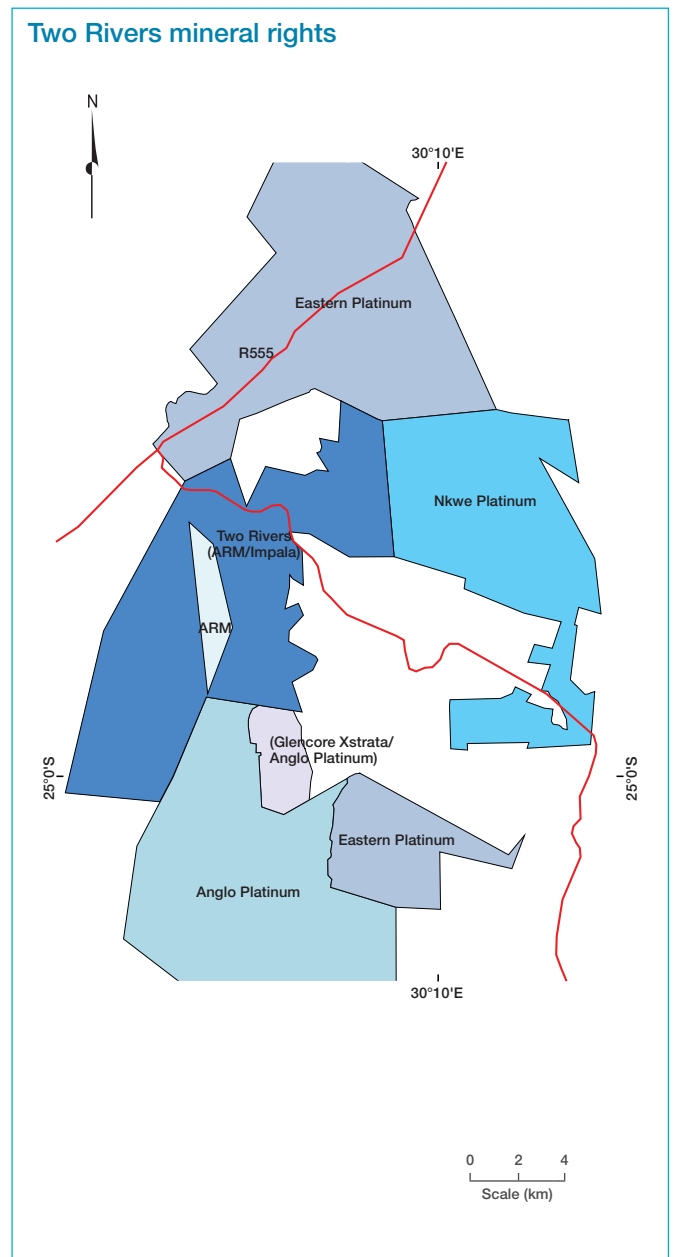 Two Rivers mineral rights
N
30°10'E
Eastern Platinum
R555
Nkwe Platinum
Two Rivers
(ARM/Impala)
ARM
(Glencore Xstrata/
Anglo Platinum)
25°0'S
25°0'S
Eastern Platinum
Anglo Platinum
30°10'E
0 2 4
Scale (km)